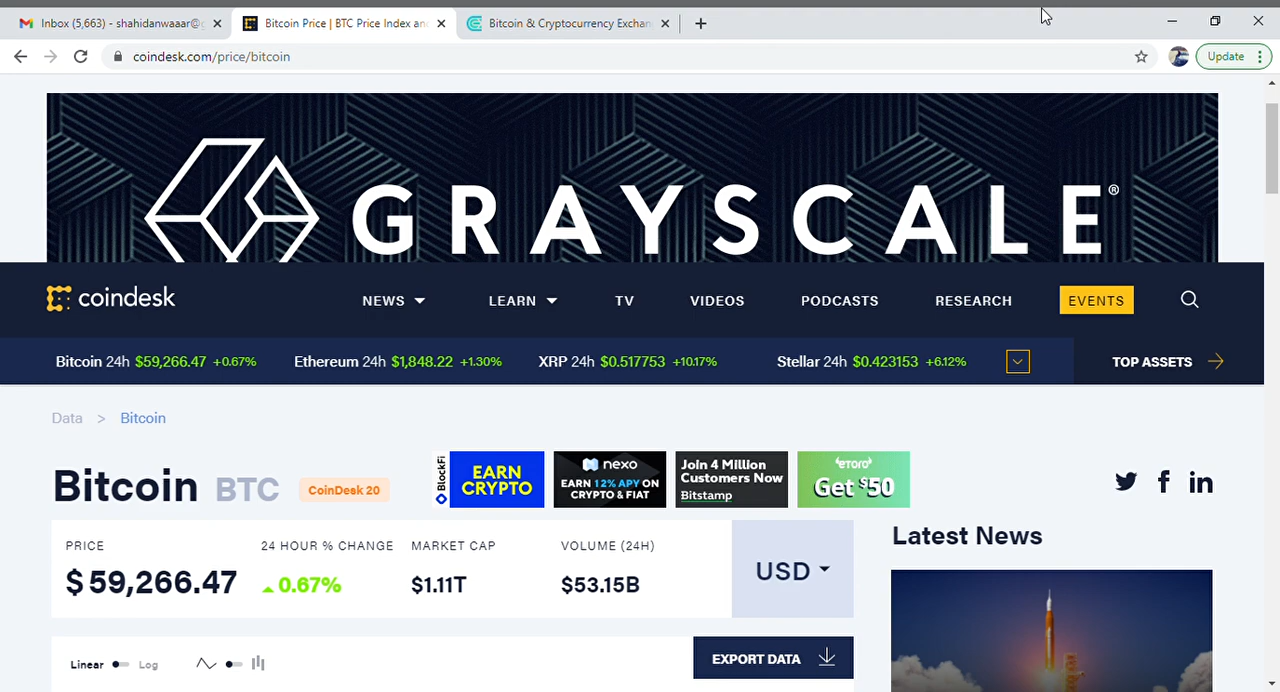 Inbox (5,663) - shahidanwaaar@g
Bitcoin Price | BTC Price Index an
Bitcoin & Cryptocurrency Exchan
coindesk.com/price/bitcoin
Update
GRAYSCALE®
coindesk
NEWS
LEARN
TV
VIDEOS
PODCASTS
RESEARCH
EVENTS
Bitcoin 24h $59,266.47 +0.67%
Ethereum 24h $1,848.22 +1.30%
XRP 24h $0.517753 +10.17%
Stellar 24h $0.423153 +6.12%
TOP ASSETS
Data > Bitcoin
Bitcoin BTC
CoinDesk 20
BlockFi
EARN
CRYPTO
nexo
EARN 12% APY ON
CRYPTO & FIAT
Join 4 Million
Customers Now
Bitstamp
eToro
Get $50
in
PRICE
$59,266.47
24 HOUR % CHANGE
0.67%
MARKET CAP
$1.11T
VOLUME (24H)
$53.15B
USD
Latest News
Linear
Log
EXPORT DATA